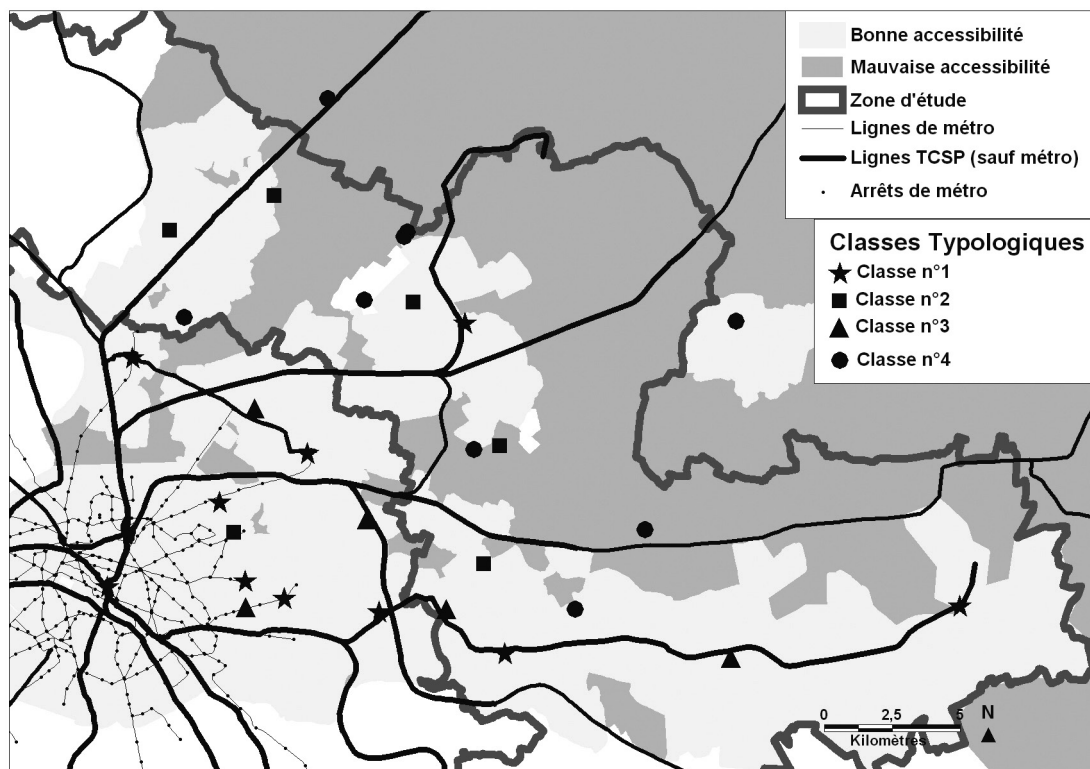 Bonne accessibilité
Mauvaise accessibilité
Zone d'étude
Lignes de métro
Lignes TCSP (sauf métro)
Arrêts de métro
Classes Typologiques
Classe n°1
Classe n°2
Classe n°3
Classe n°4
0 2,5 5
Kilomètres
N